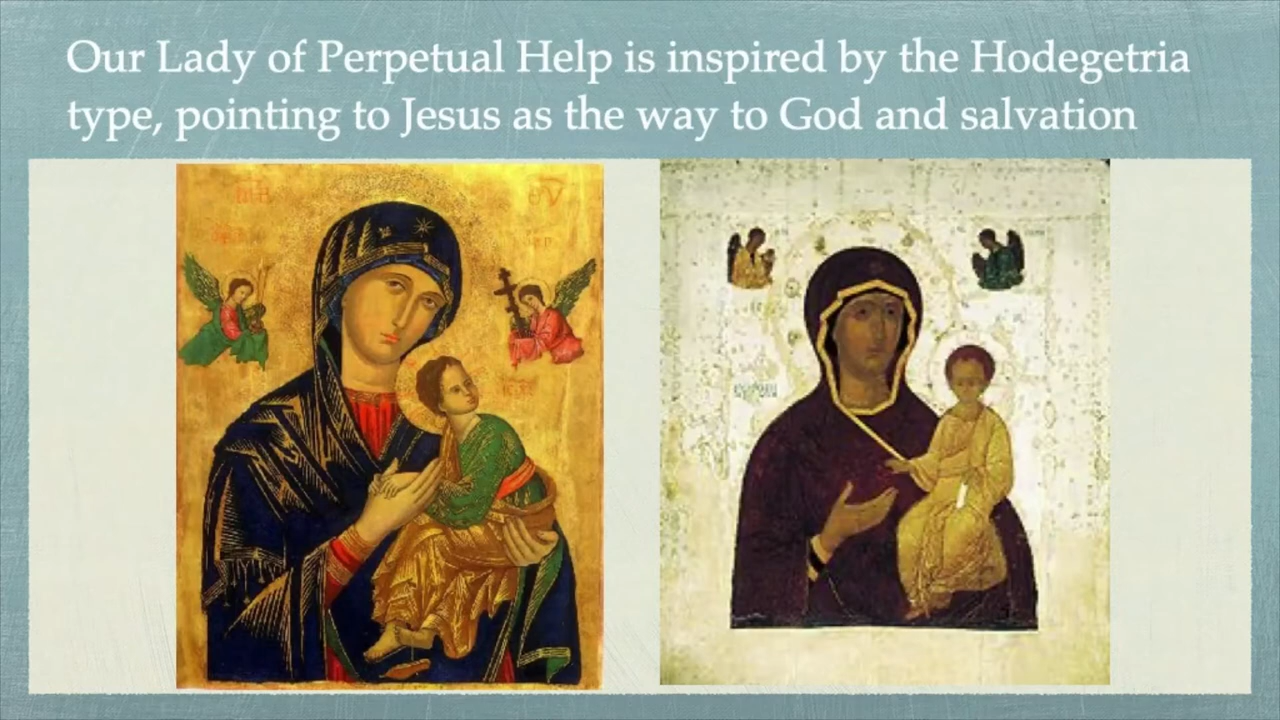 Our Lady of Perpetual Help is inspired by the Hodegetria
type, pointing to Jesus as the way to God and salvation